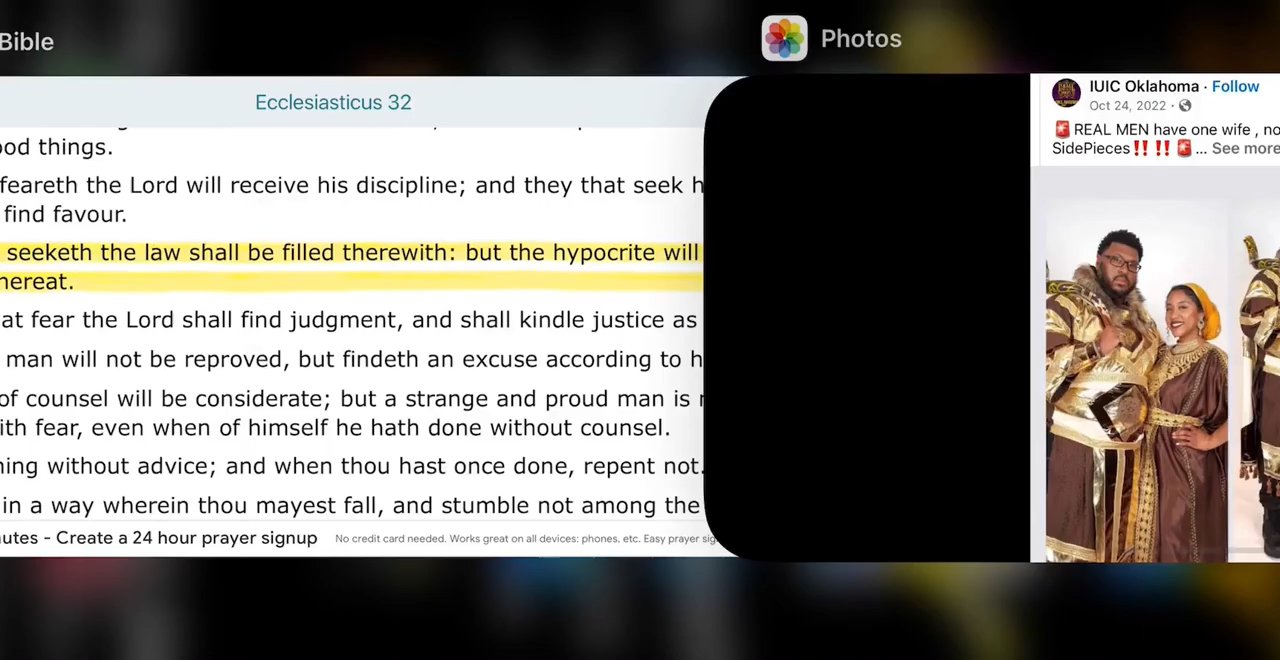 Bible
Photos
Ecclesiasticus 32
ood things.
feareth the Lord will receive his discipline; and they that seek h
find favour.
seeketh the law shall be filled therewith: but the hypocrite will
hereat.
at fear the Lord shall find judgment, and shall kindle justice as
man will not be reproved, but findeth an excuse according to h
of counsel will be considerate; but a strange and proud man is n
ith fear, even when of himself he hath done without counsel.
hing without advice; and when thou hast once done, repent not.
in a way wherein thou mayest fall, and stumble not among the
nutes - Create a 24 hour prayer signup
No credit card needed. Works great on all devices: phones, etc. Easy prayer sig
IUIC Oklahoma · Follow
Oct 24, 2022 ·
🚨REAL MEN have one wife , no
SidePieces‼️ ‼️ 🚨... See more